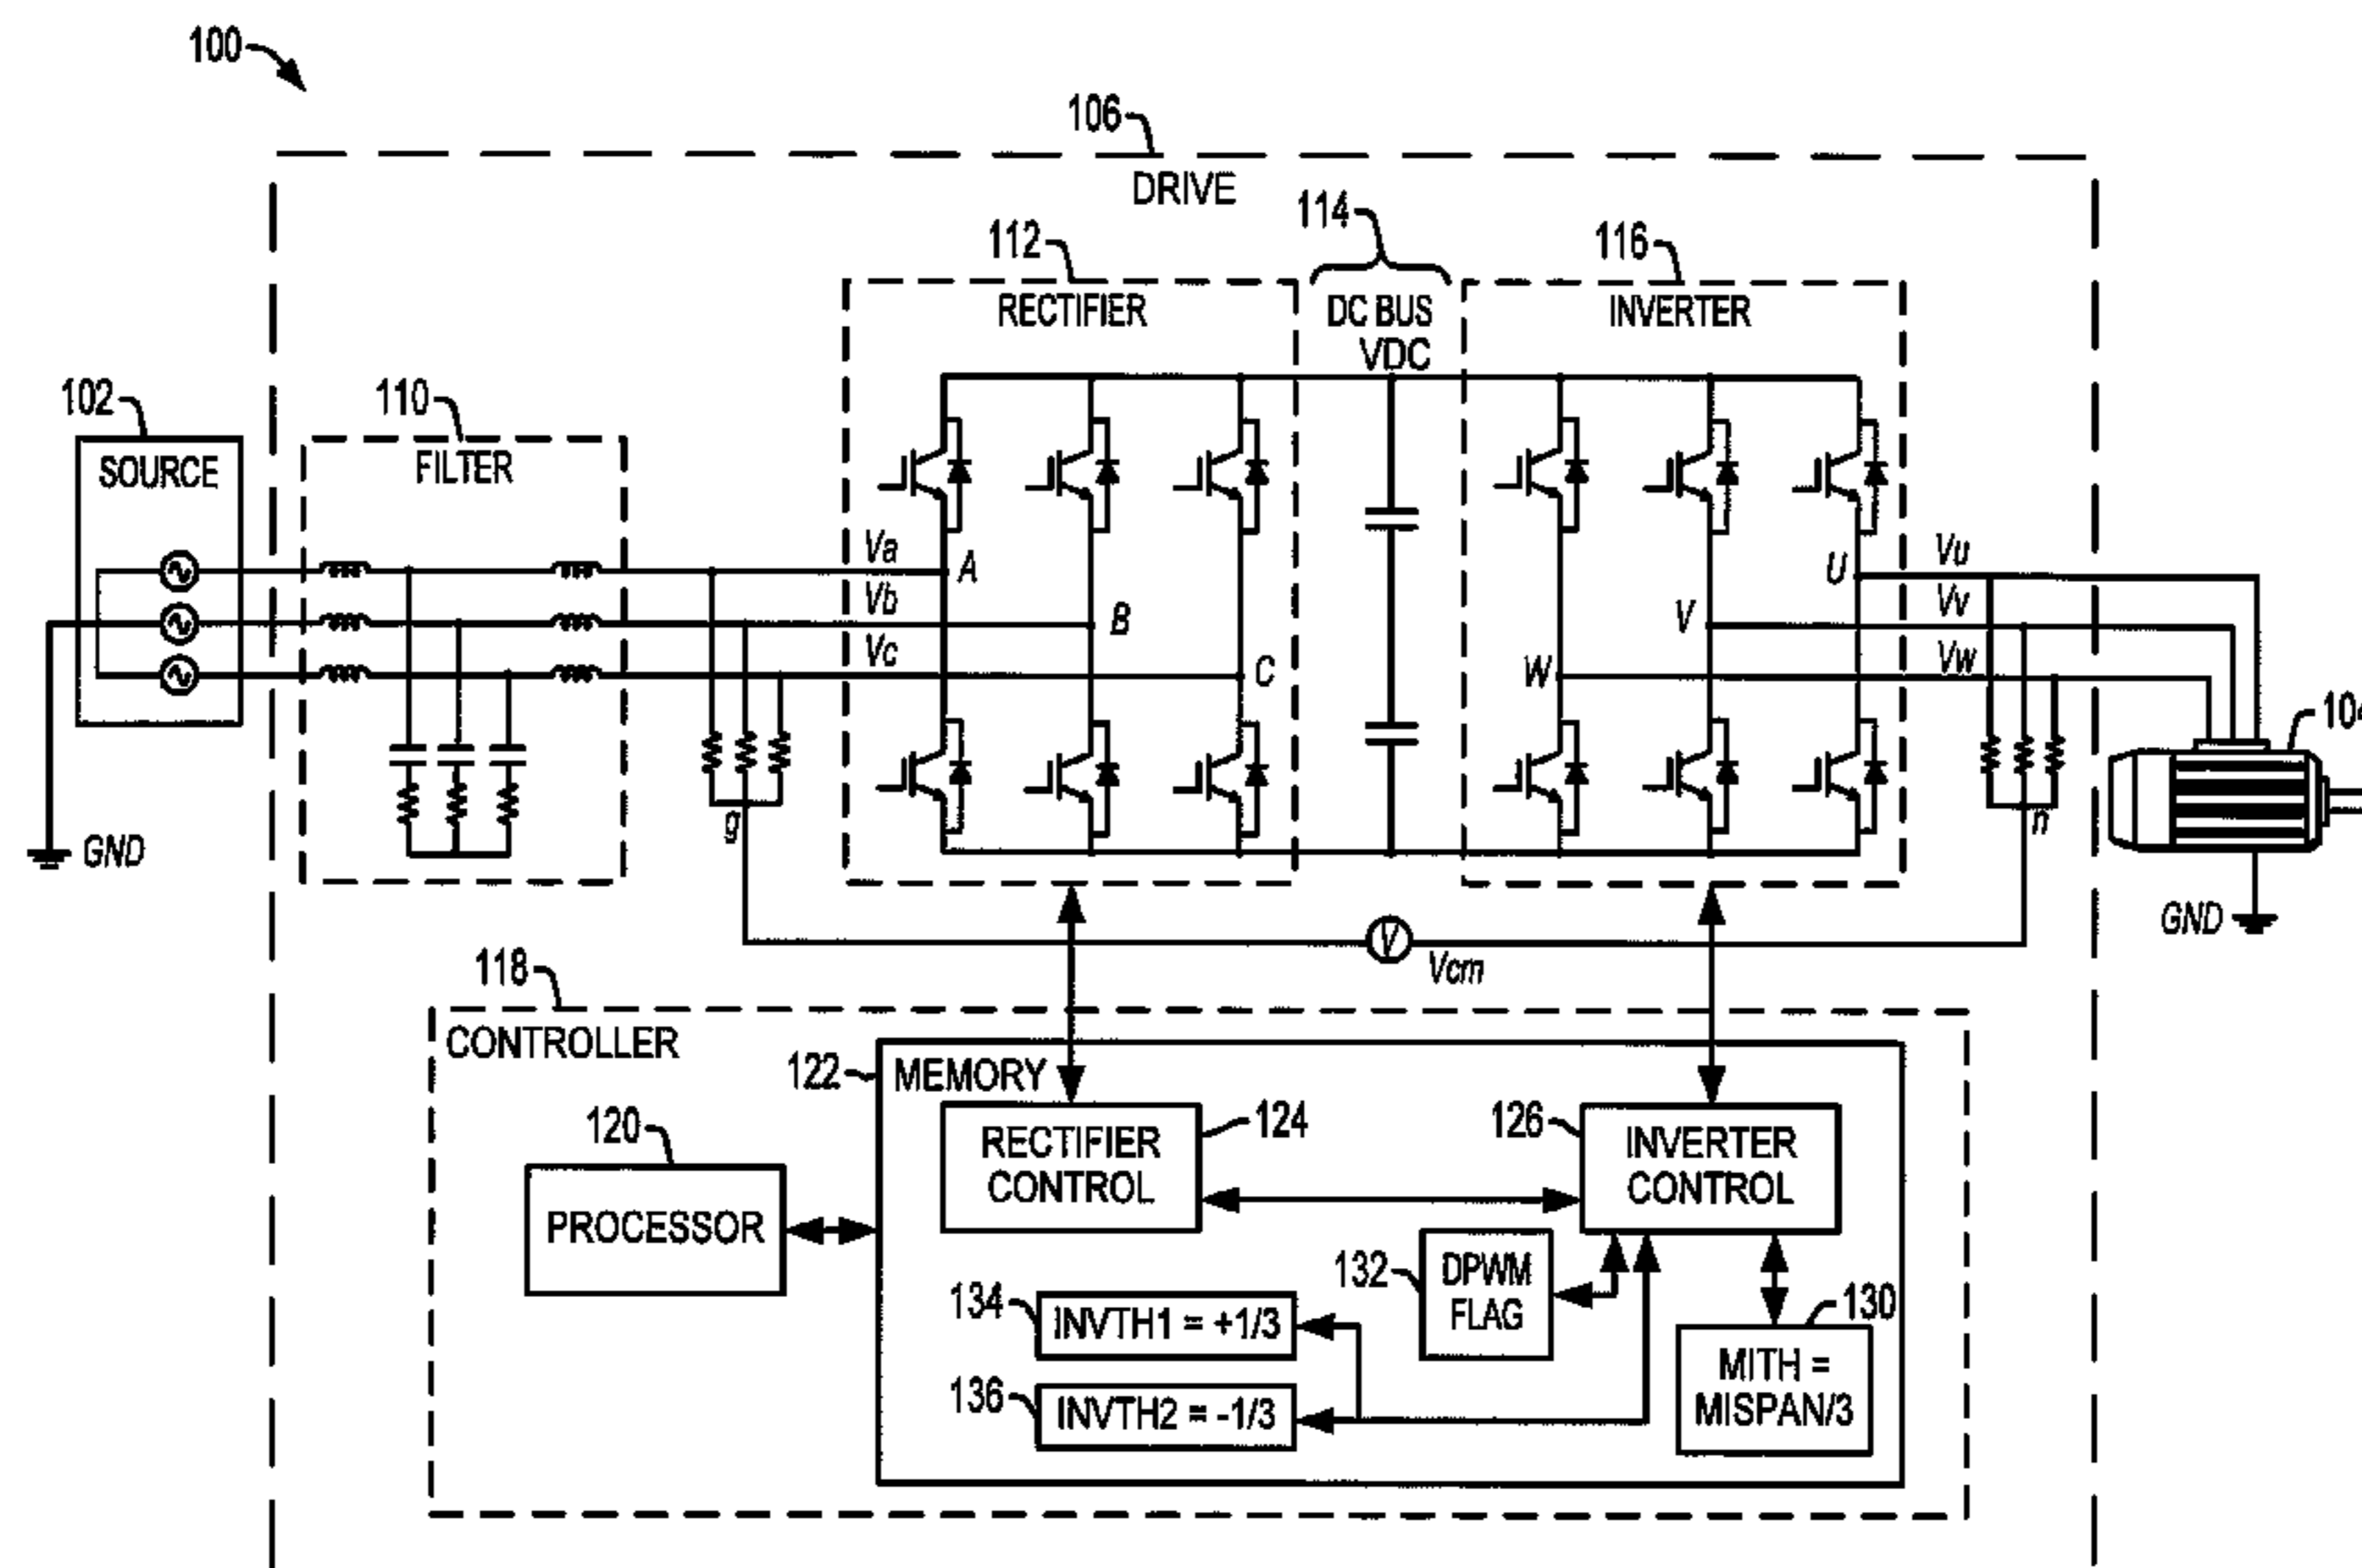 100
106
DRIVE
112
114
116
RECTIFIER
DC BUS
VDC
INVERTER
102
110
SOURCE
FILTER
Va
A
Vb
B
Vc
C
U
Vu
V
Vv
W
Vw
104
g
n
GND
GND
V
Vcm
118
CONTROLLER
122
MEMORY
120
PROCESSOR
RECTIFIER
CONTROL
124
126
INVERTER
CONTROL
132
DPWM
FLAG
134
INVTH1 = +1/3
136
INVTH2 = -1/3
130
MITH =
MISPAN/3